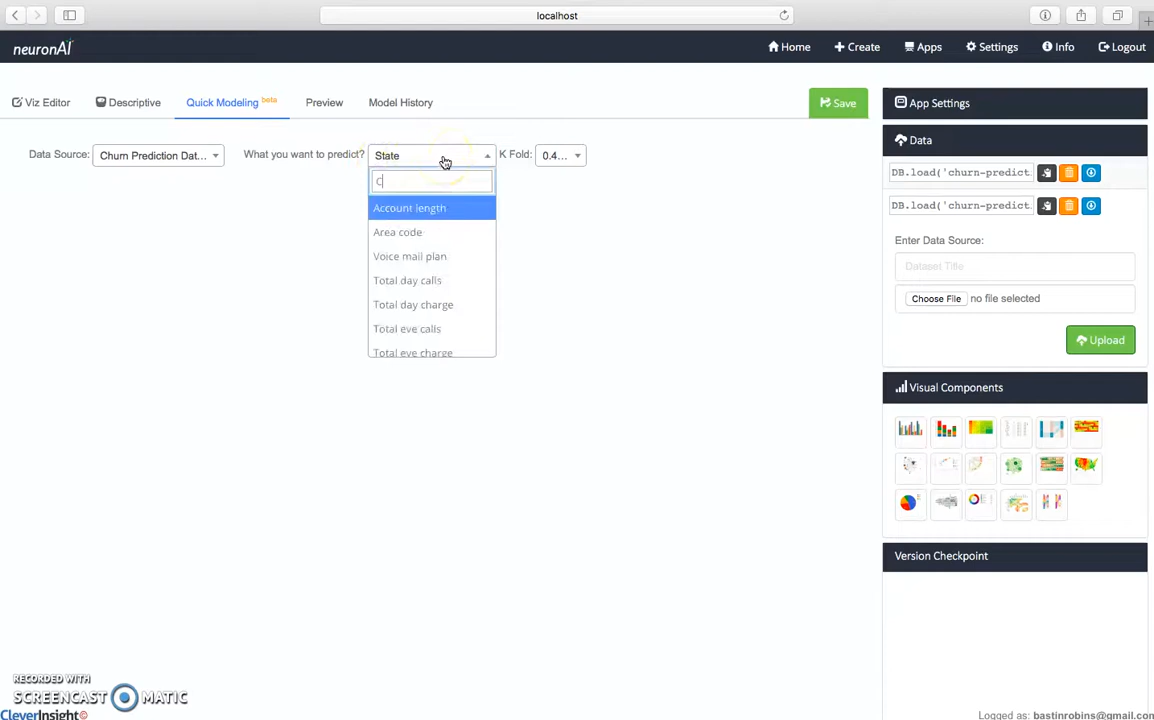 localhost
neuronAI
Home
Create
Apps
Settings
Info
Logout
Viz Editor
Descriptive
Quick Modeling beta
Preview
Model History
Save
App Settings
Data Source:
Churn Prediction Dat...
What you want to predict?
State
K Fold:
0.4...
C
Account length
Area code
Voice mail plan
Total day calls
Total day charge
Total eve calls
Total eve charge
Data
DB.load('churn-predict
DB.load('churn-predict
Enter Data Source:
Dataset Title
Choose File no file selected
Upload
Visual Components
Version Checkpoint
RECORDED WITH
SCREENCAST MATIC
CleverInsight©
Logged as: bastinrobins@gmail.com